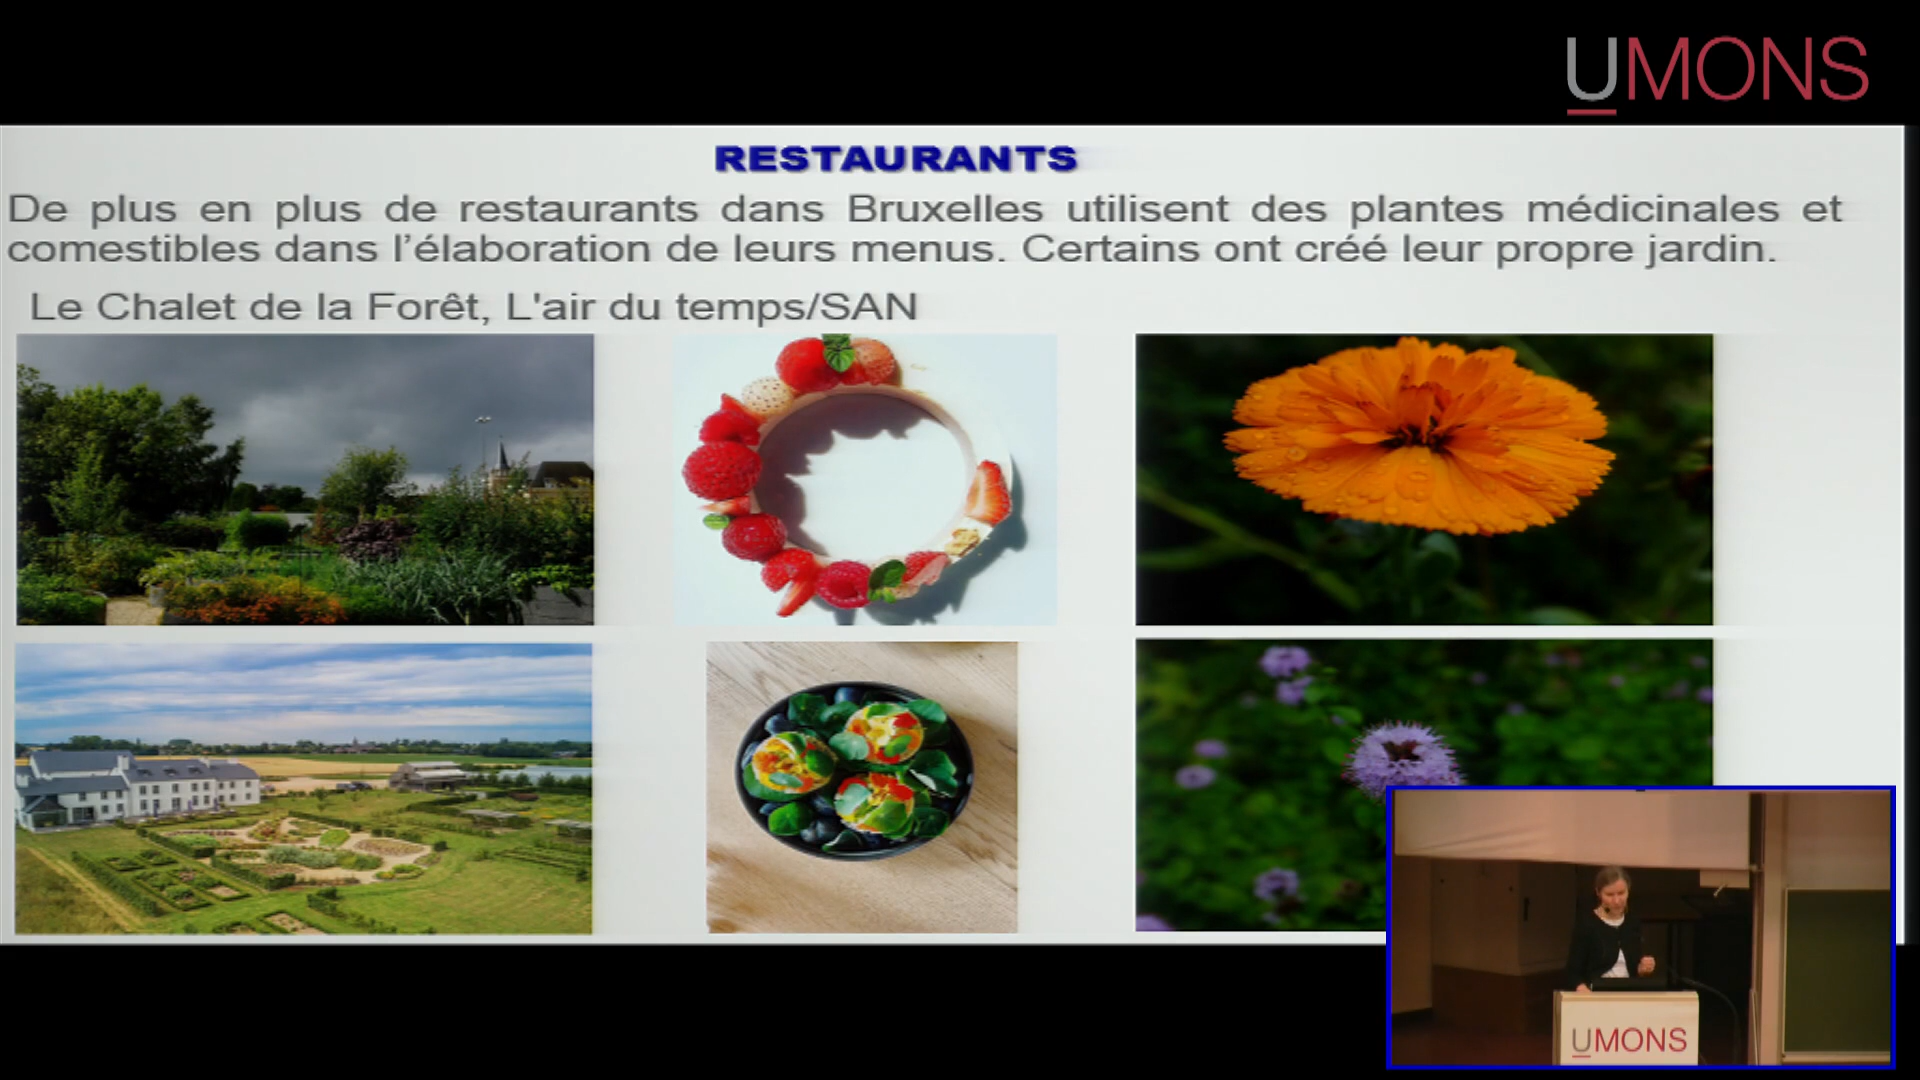 UMONS
RESTAURANTS
De plus en plus de restaurants dans Bruxelles utilisent des plantes médicinales et
comestibles dans l’élaboration de leurs menus. Certains ont créé leur propre jardin.
Le Chalet de la Forêt, L'air du temps/SAN
UMONS